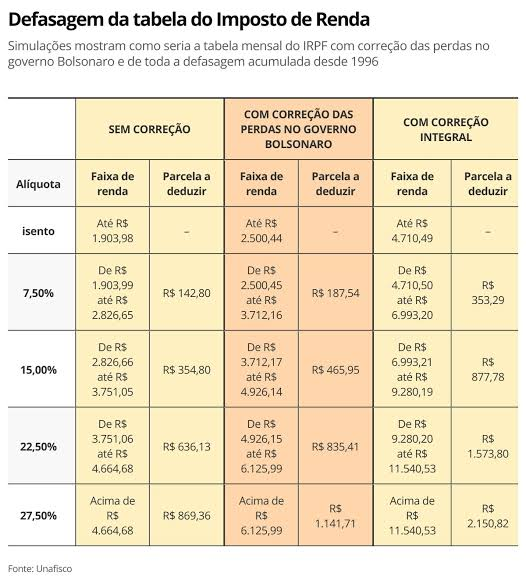 Defasagem da tabela do Imposto de Renda
Simulações mostram como seria a tabela mensal do IRPF com correção das perdas no
governo Bolsonaro e de toda a defasagem acumulada desde 1996
SEM CORREÇÃO
COM CORREÇÃO DAS
PERDAS NO GOVERNO
BOLSONARO
COM CORREÇÃO
INTEGRAL
Alíquota
Faixa de
renda
Parcela a
deduzir
Faixa de
renda
Parcela a
deduzir
Faixa de
renda
Parcela a
deduzir
isento
Até R$
1.903,98
–
Até R$
2.500,44
–
Até R$
4.710,49
–
7,50%
De R$
1.903,99
até R$
2.826,65
R$ 142,80
De R$
2.500,45
até R$
3.712,16
R$ 187,54
De R$
4.710,50
até R$
6.993,20
R$
353,29
15,00%
De R$
2.826,66
até R$
3.751,05
R$ 354,80
De R$
3.712,17
até R$
4.926,14
R$ 465,95
De R$
6.993,21
até R$
9.280,19
R$
877,78
22,50%
De R$
3.751,06
até R$
4.664,68
R$ 636,13
De R$
4.926,15
até R$
6.125,99
R$ 835,41
De R$
9.280,20
até R$
11.540,53
R$
1.573,80
27,50%
Acima de
R$
4.664,68
R$ 869,36
Acima de
R$
6.125,99
R$
1.141,71
Acima de
R$
11.540,53
R$
2.150,82
Fonte: Unafisco